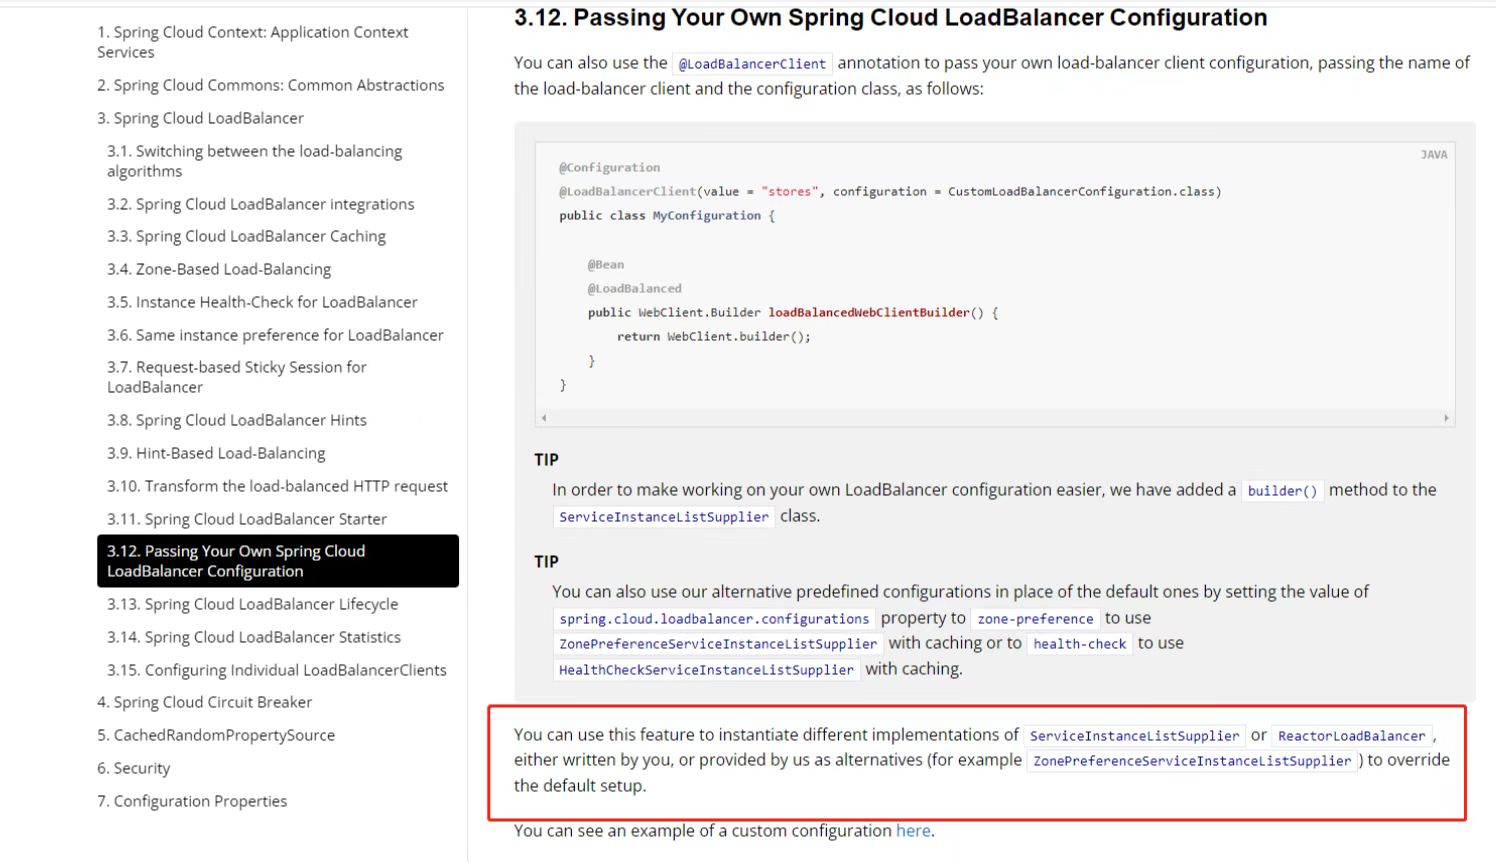 1. Spring Cloud Context: Application Context
Services
2. Spring Cloud Commons: Common Abstractions
3. Spring Cloud LoadBalancer
3.1. Switching between the load-balancing
algorithms
3.2. Spring Cloud LoadBalancer integrations
3.3. Spring Cloud LoadBalancer Caching
3.4. Zone-Based Load-Balancing
3.5. Instance Health-Check for LoadBalancer
3.6. Same instance preference for LoadBalancer
3.7. Request-based Sticky Session for
LoadBalancer
3.8. Spring Cloud LoadBalancer Hints
3.9. Hint-Based Load-Balancing
3.10. Transform the load-balanced HTTP request
3.11. Spring Cloud LoadBalancer Starter
3.12. Passing Your Own Spring Cloud
LoadBalancer Configuration
3.13. Spring Cloud LoadBalancer Lifecycle
3.14. Spring Cloud LoadBalancer Statistics
3.15. Configuring Individual LoadBalancerClients
4. Spring Cloud Circuit Breaker
5. CachedRandomPropertySource
6. Security
7. Configuration Properties
3.12. Passing Your Own Spring Cloud LoadBalancer Configuration
You can also use the @LoadBalancerClient annotation to pass your own load-balancer client configuration, passing the name of
the load-balancer client and the configuration class, as follows:
JAVA
@Configuration
@LoadBalancerClient(value = "stores", configuration = CustomLoadBalancerConfiguration.class)
public class MyConfiguration {
@Bean
@LoadBalanced
public WebClient.Builder loadBalancedWebClientBuilder() {
return WebClient.builder();
}
}
TIP
In order to make working on your own LoadBalancer configuration easier, we have added a builder() method to the
ServiceInstanceListSupplier class.
TIP
You can also use our alternative predefined configurations in place of the default ones by setting the value of
spring.cloud.loadbalancer.configurations property to zone-preference to use
ZonePreferenceServiceInstanceListSupplier with caching or to health-check to use
HealthCheckServiceInstanceListSupplier with caching.
You can use this feature to instantiate different implementations of ServiceInstanceListSupplier or ReactorLoadBalancer,
either written by you, or provided by us as alternatives (for example ZonePreferenceServiceInstanceListSupplier) to override
the default setup.
You can see an example of a custom configuration here.